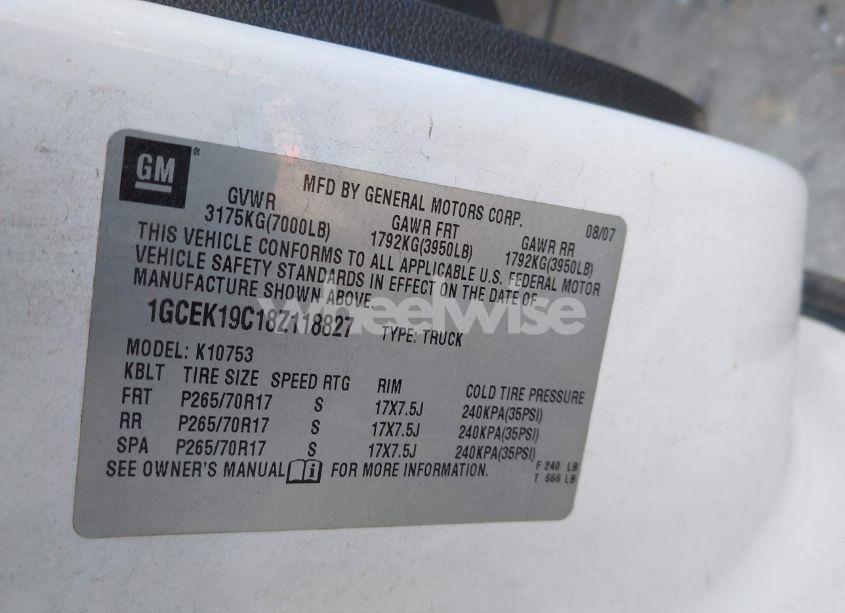 GM®
MFD BY GENERAL MOTORS CORP. 08/07
GVWR GAWR FRT GAWR RR
3175KG(7000LB) 1792KG(3950LB) 1792KG(3950LB)
THIS VEHICLE CONFORMS TO ALL APPLICABLE U.S. FEDERAL MOTOR
VEHICLE SAFETY STANDARDS IN EFFECT ON THE DATE OF
MANUFACTURE SHOWN ABOVE.
1GCEK19C18Z118827 TYPE: TRUCK
wheelwise
MODEL: K10753
KBLT TIRE SIZE SPEED RTG RIM COLD TIRE PRESSURE
FRT P265/70R17 S 17X7.5J 240KPA(35PSI)
RR P265/70R17 S 17X7.5J 240KPA(35PSI)
SPA P265/70R17 S 17X7.5J 240KPA(35PSI)
SEE OWNER'S MANUAL FOR MORE INFORMATION.
F 240 LB
T 666 LB